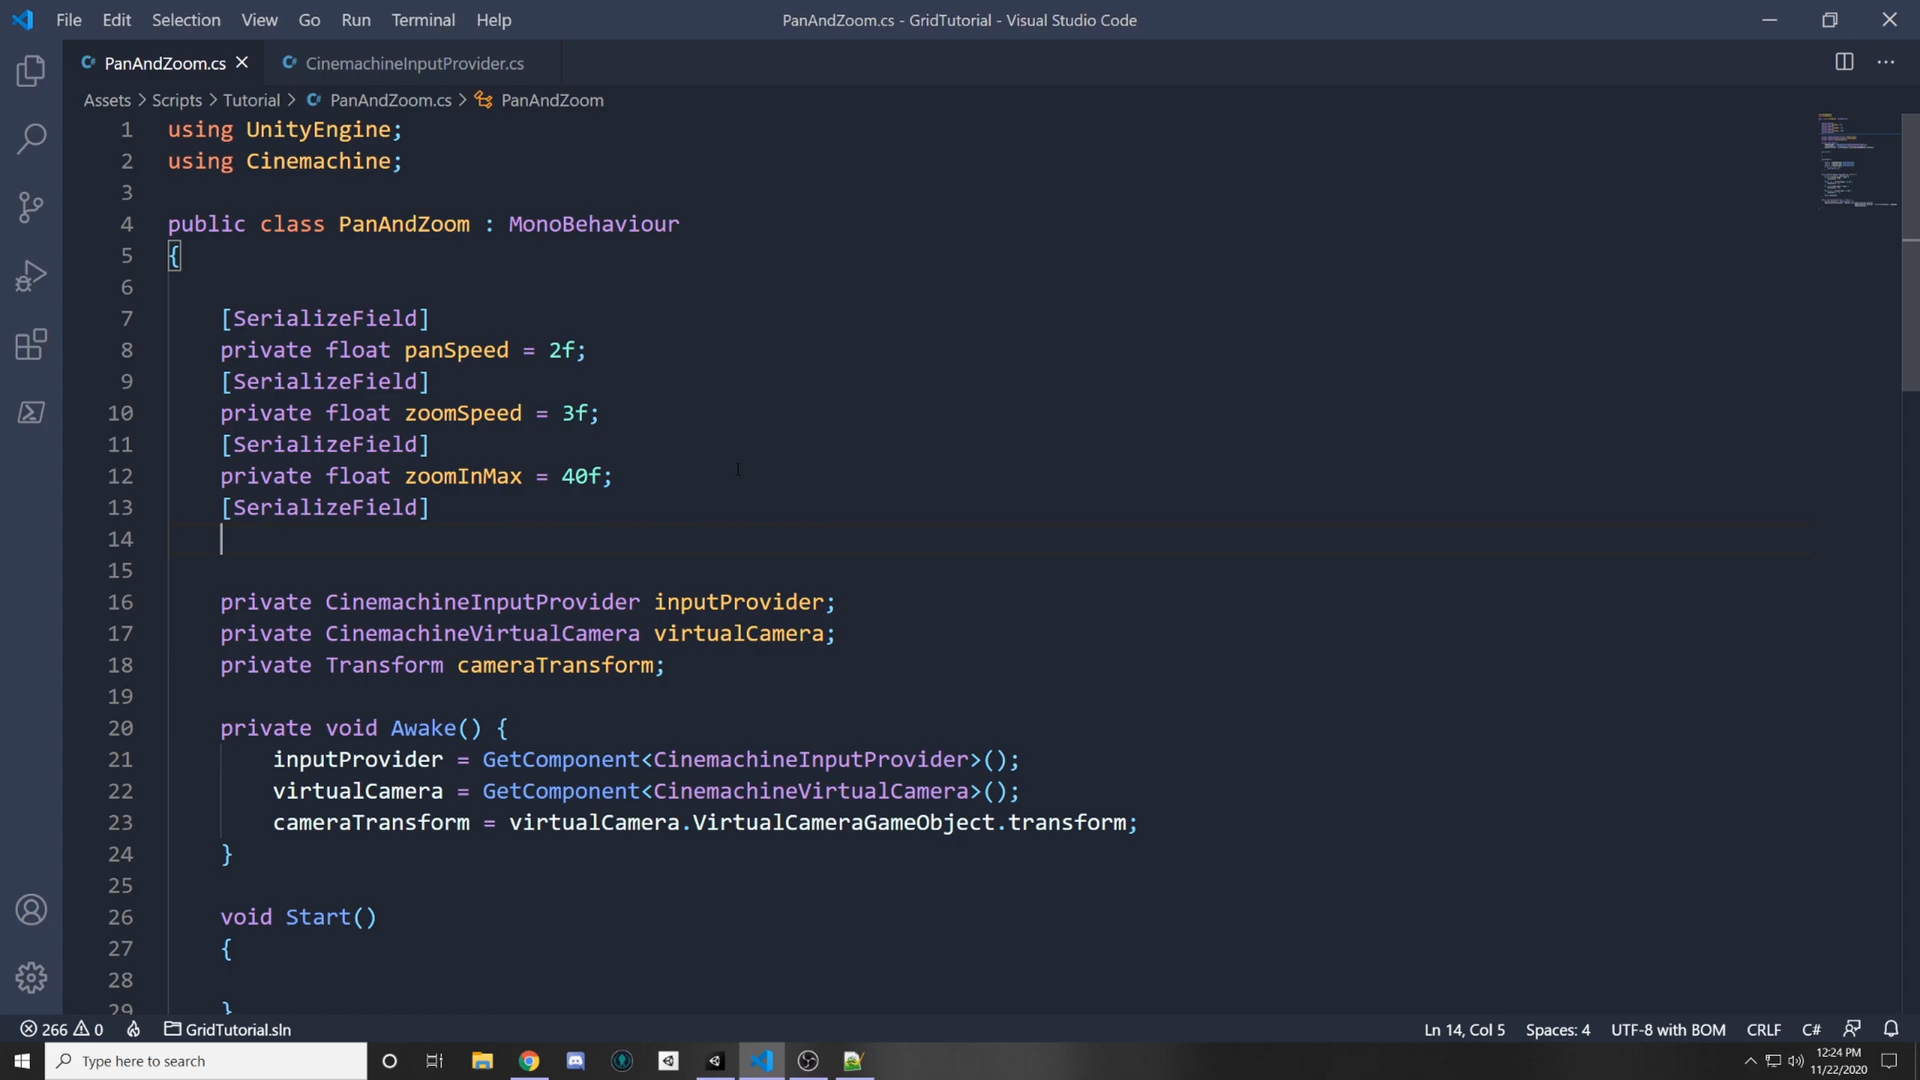 File Edit Selection View Go Run Terminal Help
PanAndZoom.cs - GridTutorial - Visual Studio Code
PanAndZoom.cs
CinemachineInputProvider.cs
Assets > Scripts > Tutorial > PanAndZoom.cs > PanAndZoom
1 using UnityEngine;
2 using Cinemachine;
3
4 public class PanAndZoom : MonoBehaviour
5 {
6
7 [SerializeField]
8 private float panSpeed = 2f;
9 [SerializeField]
10 private float zoomSpeed = 3f;
11 [SerializeField]
12 private float zoomInMax = 40f;
13 [SerializeField]
14
15
16 private CinemachineInputProvider inputProvider;
17 private CinemachineVirtualCamera virtualCamera;
18 private Transform cameraTransform;
19
20 private void Awake() {
21 inputProvider = GetComponent<CinemachineInputProvider>();
22 virtualCamera = GetComponent<CinemachineVirtualCamera>();
23 cameraTransform = virtualCamera.VirtualCameraGameObject.transform;
24 }
25
26 void Start()
27 {
28
29 }
266 0 GridTutorial.sln
Ln 14, Col 5 Spaces: 4 UTF-8 with BOM CRLF C#
Type here to search
12:24 PM
11/22/2020